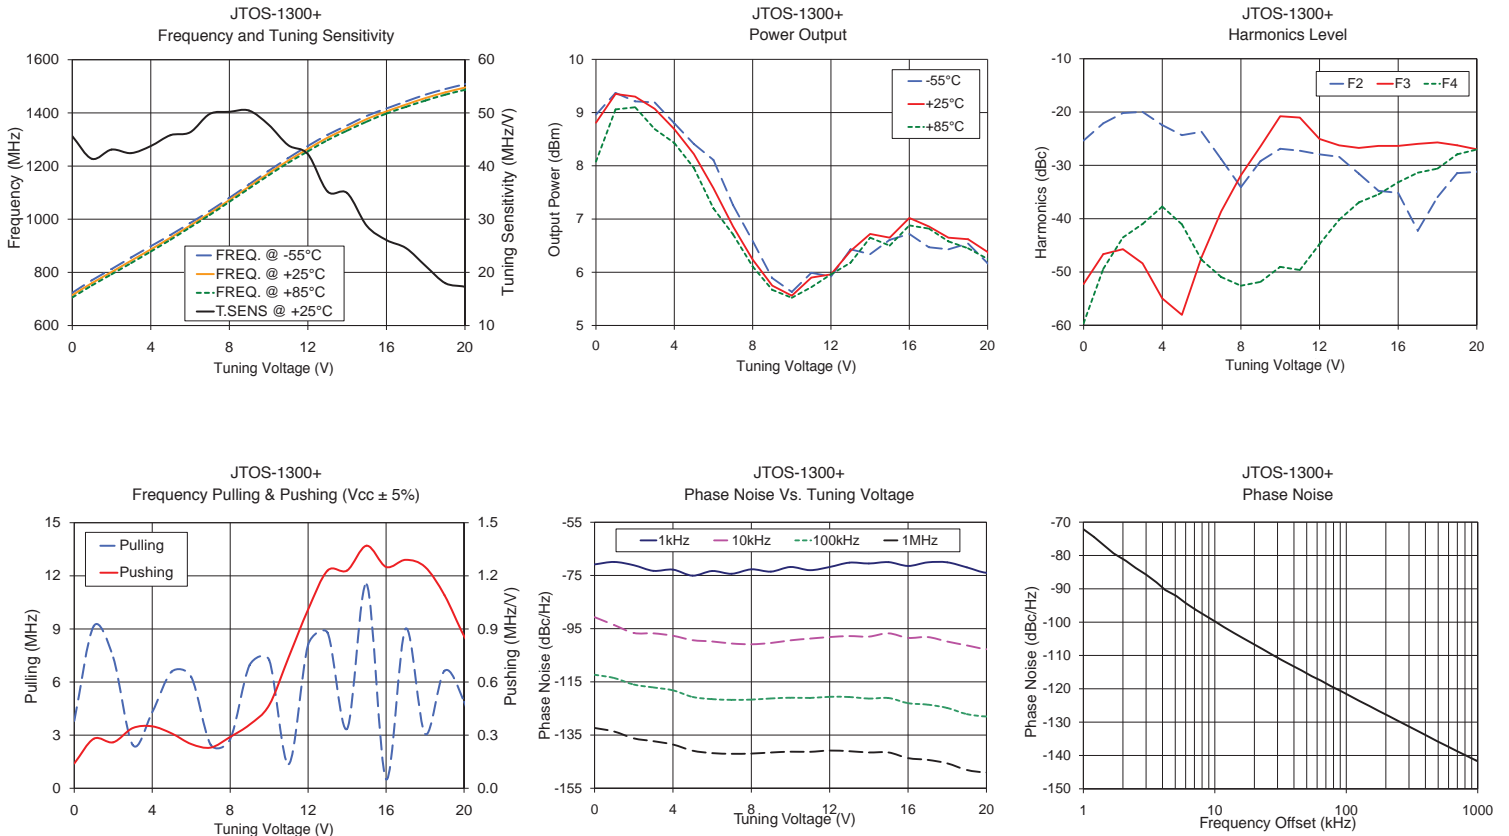 JTOS-1300+
Frequency and Tuning Sensitivity
1600
1400
1200
1000
800
600
Frequency (MHz)
60
50
40
30
20
10
Tuning Sensitivity (MHz/V)
FREQ. @ -55°C
FREQ. @ +25°C
FREQ. @ +85°C
T.SENS @ +25°C
0 4 8 12 16 20
Tuning Voltage (V)
JTOS-1300+
Power Output
10
9
8
7
6
5
Output Power (dBm)
-55°C
+25°C
+85°C
0 4 8 12 16 20
Tuning Voltage (V)
JTOS-1300+
Harmonics Level
-10
-20
-30
-40
-50
-60
Harmonics (dBc)
F2 F3 F4
0 4 8 12 16 20
Tuning Voltage (V)
JTOS-1300+
Frequency Pulling & Pushing (Vcc ± 5%)
15
12
9
6
3
0
Pulling (MHz)
1.5
1.2
0.9
0.6
0.3
0.0
Pushing (MHz/V)
Pulling
Pushing
0 4 8 12 16 20
Tuning Voltage (V)
JTOS-1300+
Phase Noise Vs. Tuning Voltage
-55
-75
-95
-115
-135
-155
Phase Noise (dBc/Hz)
1kHz 10kHz 100kHz 1MHz
0 4 8 12 16 20
Tuning Voltage (V)
JTOS-1300+
Phase Noise
-70
-80
-90
-100
-110
-120
-130
-140
-150
Phase Noise (dBc/Hz)
1 10 100 1000
Frequency Offset (kHz)